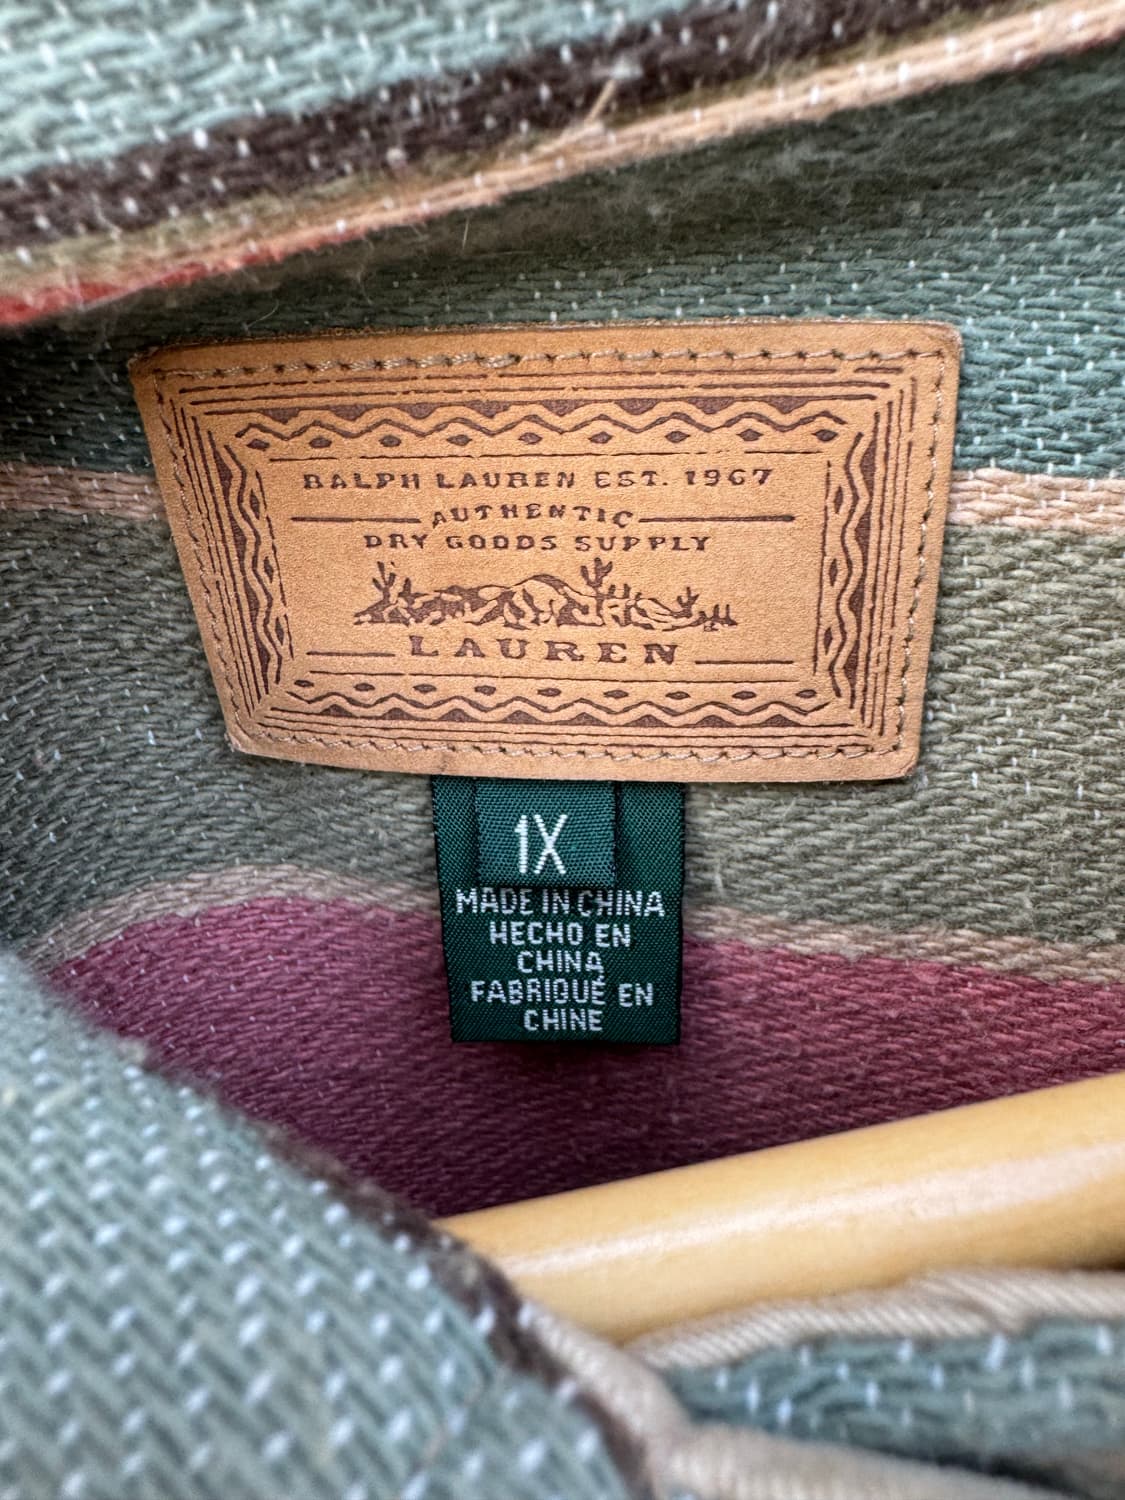 RALPH LAUREN EST. 1967
AUTHENTIC
DRY GOODS SUPPLY
LAUREN
1X
MADE IN CHINA
HECHO EN
CHINA
FABRIQUÉ EN
CHINE